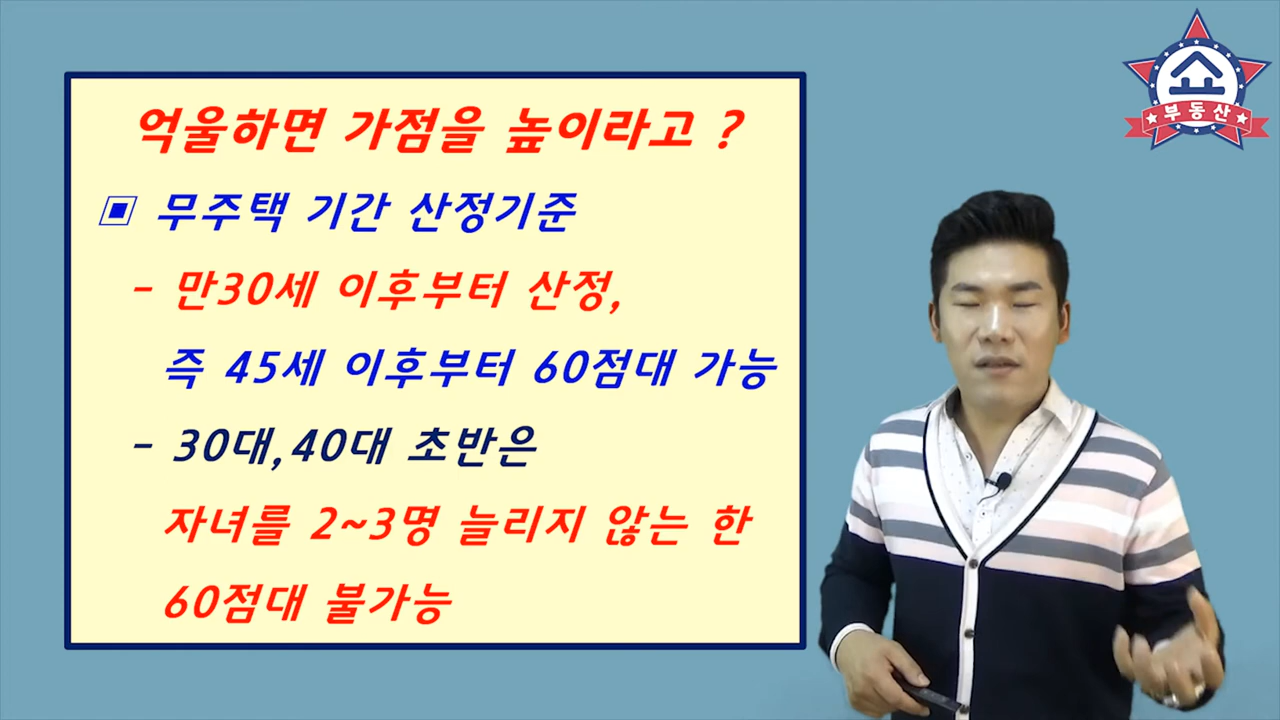 억울하면 가점을 높이라고 ?
▣ 무주택 기간 산정기준
- 만30세 이후부터 산정,
즉 45세 이후부터 60점대 가능
- 30대,40대 초반은
자녀를 2~3명 늘리지 않는 한
60점대 불가능
쇼
부동산